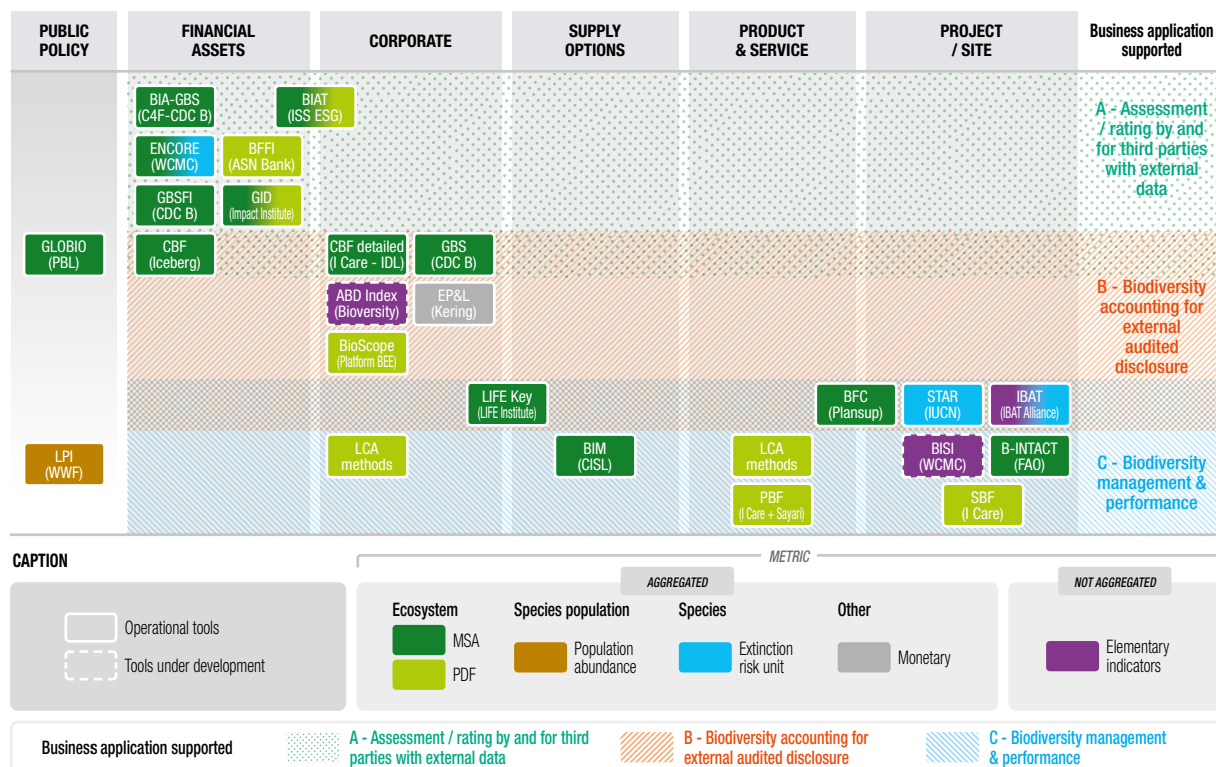 PUBLIC
POLICY
FINANCIAL
ASSETS
CORPORATE
SUPPLY
OPTIONS
PRODUCT
& SERVICE
PROJECT
/ SITE
Business application
supported
BIA-GBS
(C4F-CDC B)
BIAT
(ISS ESG)
ENCORE
(WCMC)
BFFI
(ASN Bank)
GBSFI
(CDC B)
GID
(Impact Institute)
A - Assessment
/ rating by and
for third parties
with external
data
GLOBIO
(PBL)
CBF
(Iceberg)
CBF detailed
(I Care - IDL)
GBS
(CDC B)
ABD Index
(Bioversity)
EP&L
(Kering)
BioScope
(Platform BEE)
B - Biodiversity
accounting for
external
audited
disclosure
LIFE Key
(LIFE Institute)
BFC
(Plansup)
STAR
(IUCN)
IBAT
(IBAT Alliance)
LPI
(WWF)
LCA
methods
BIM
(CISL)
LCA
methods
BISI
(WCMC)
B-INTACT
(FAO)
PBF
(I Care + Sayari)
SBF
(I Care)
C - Biodiversity
management &
performance
CAPTION
Operational tools
Tools under development
METRIC
AGGREGATED
Ecosystem
MSA
PDF
Species population
Population
abundance
Species
Extinction
risk unit
Other
Monetary
NOT AGGREGATED
Elementary
indicators
Business application supported
A - Assessment / rating by and for third
parties with external data
B - Biodiversity accounting for
external audited disclosure
C - Biodiversity management
& performance